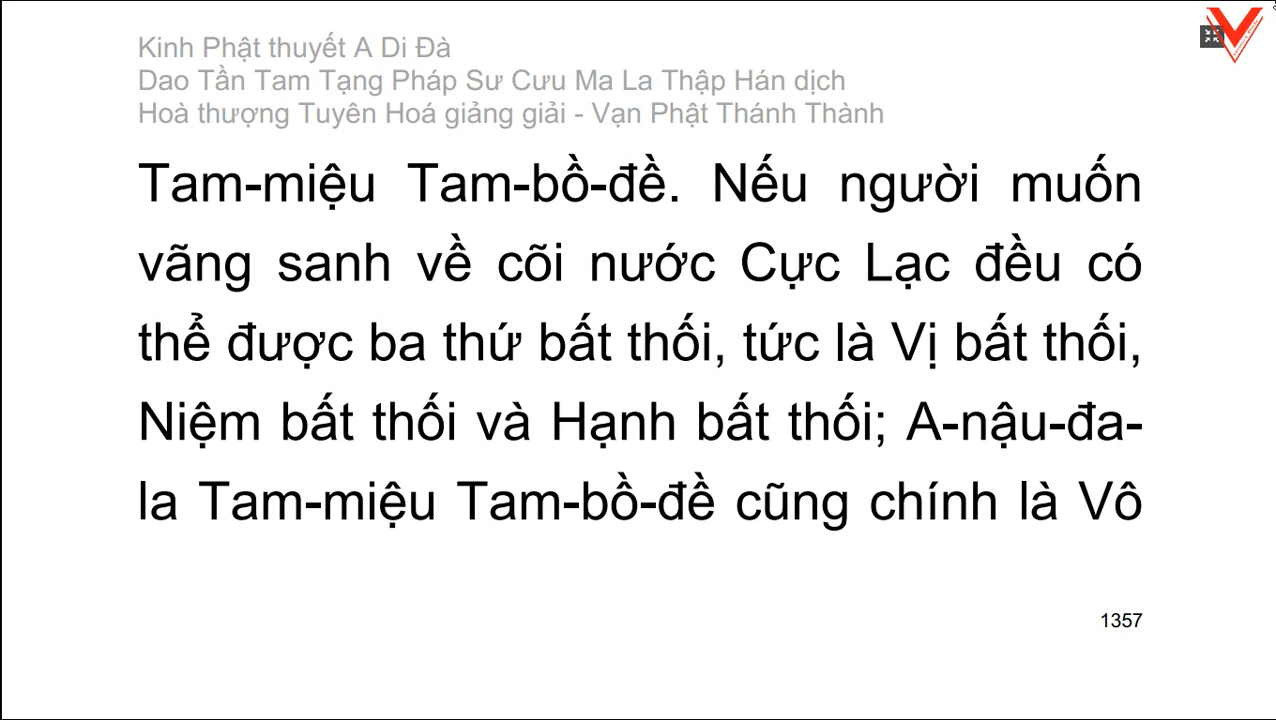 Kinh Phật thuyết A Di Đà
Dao Tần Tam Tạng Pháp Sư Cưu Ma La Thập Hán dịch
Hoà thượng Tuyên Hoá giảng giải - Vạn Phật Thánh Thành
Tam-miệu Tam-bồ-đề. Nếu người muốn
vãng sanh về cõi nước Cực Lạc đều có
thể được ba thứ bất thối, tức là Vị bất thối,
Niệm bất thối và Hạnh bất thối; A-nậu-đa-
la Tam-miệu Tam-bồ-đề cũng chính là Vô
1357